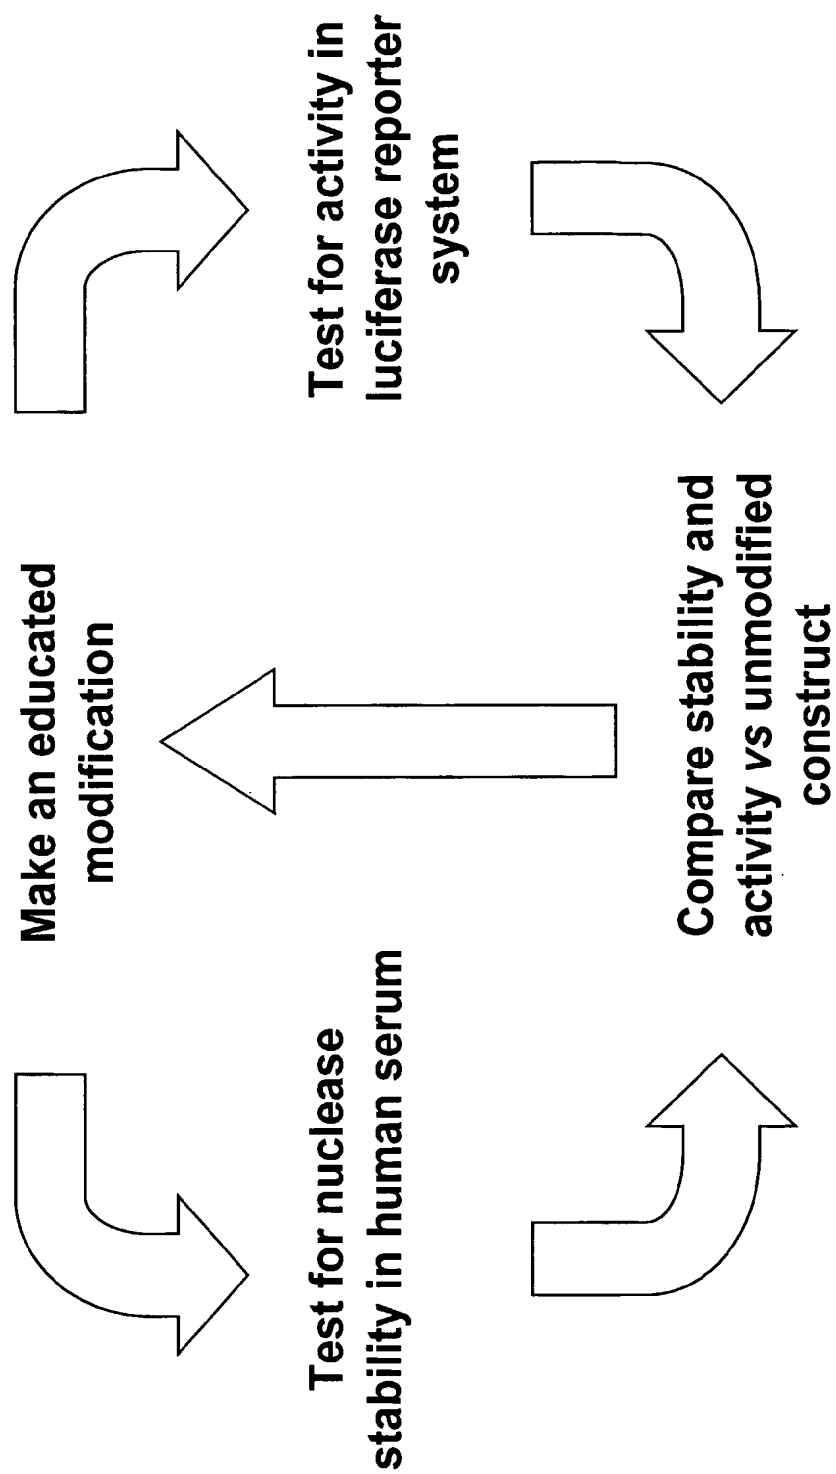 Make an educated
modification
Test for nuclease
stability in human serum
Test for activity in
luciferase reporter
system
Compare stability and
activity vs unmodified
construct